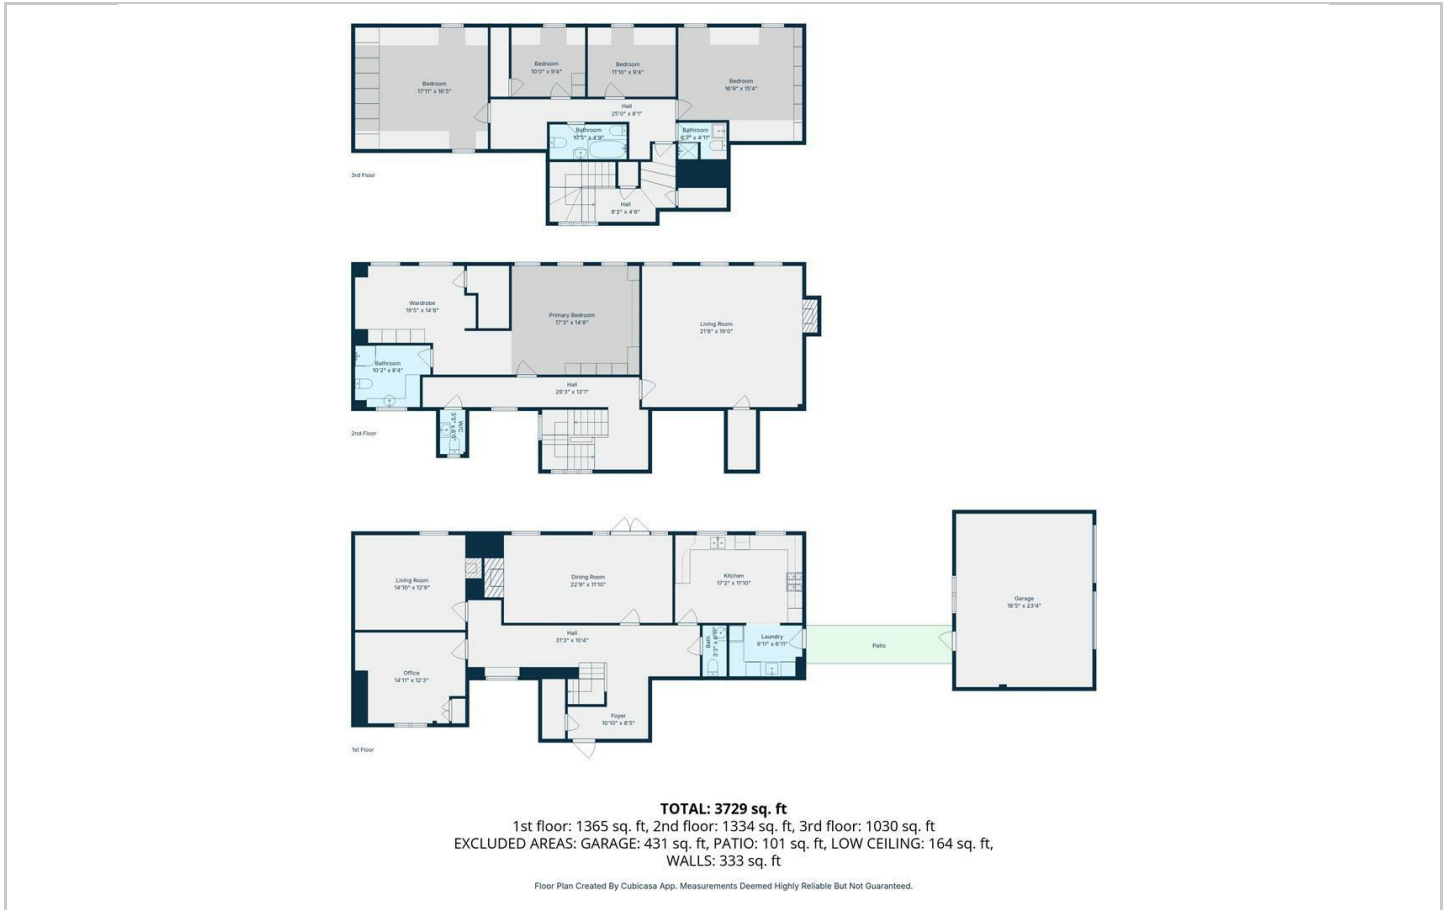 Bedroom
17'11" x 16'5"
Bedroom
10'0" x 9'4"
Bedroom
11'10" x 9'4"
Bedroom
16'9" x 15'4"
Hall
25'0" x 8'1"
Bathroom
10'5" x 4'9"
Bathroom
6'7" x 4'11"
Hall
8'2" x 4'6"
3rd Floor
Wardrobe
19'5" x 14'8"
Primary Bedroom
17'3" x 14'8"
Living Room
21'8" x 19'0"
Bathroom
10'2" x 8'4"
Hall
29'3" x 13'1"
WC
2nd Floor
Living Room
14'10" x 12'9"
Dining Room
22'9" x 11'10"
Kitchen
17'2" x 11'10"
Garage
18'5" x 23'4"
Hall
31'3" x 10'4"
Bath
Laundry
9'11" x 6'11"
Patio
Office
14'11" x 12'3"
Foyer
10'10" x 8'5"
1st Floor
TOTAL: 3729 sq. ft
1st floor: 1365 sq. ft, 2nd floor: 1334 sq. ft, 3rd floor: 1030 sq. ft
EXCLUDED AREAS: GARAGE: 431 sq. ft, PATIO: 101 sq. ft, LOW CEILING: 164 sq. ft,
WALLS: 333 sq. ft
Floor Plan Created By Cubicasa App. Measurements Deemed Highly Reliable But Not Guaranteed.